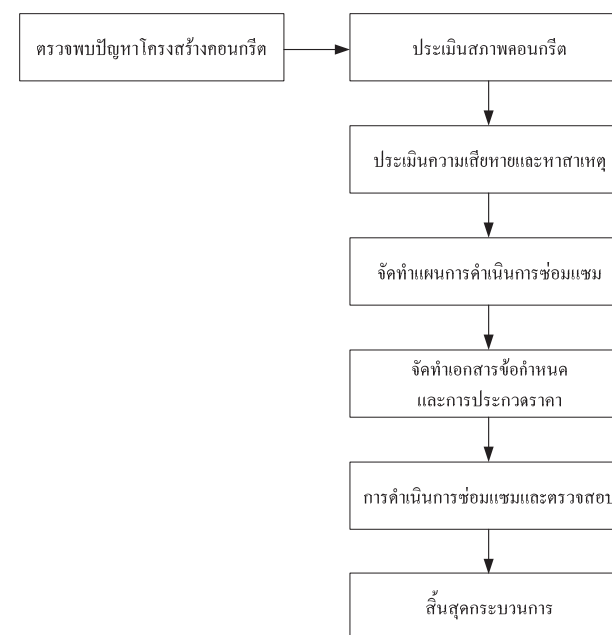 ตรวจพบปัญหาโครงสร้างคอนกรีต
ประเมินสภาพคอนกรีต
ประเมินความเสียหายและหาสาเหตุ
จัดทำแผนการดำเนินการซ่อมแซม
จัดทำเอกสารข้อกำหนด
และการประกวดราคา
การดำเนินการซ่อมแซมและตรวจสอบ
สิ้นสุดกระบวนการ